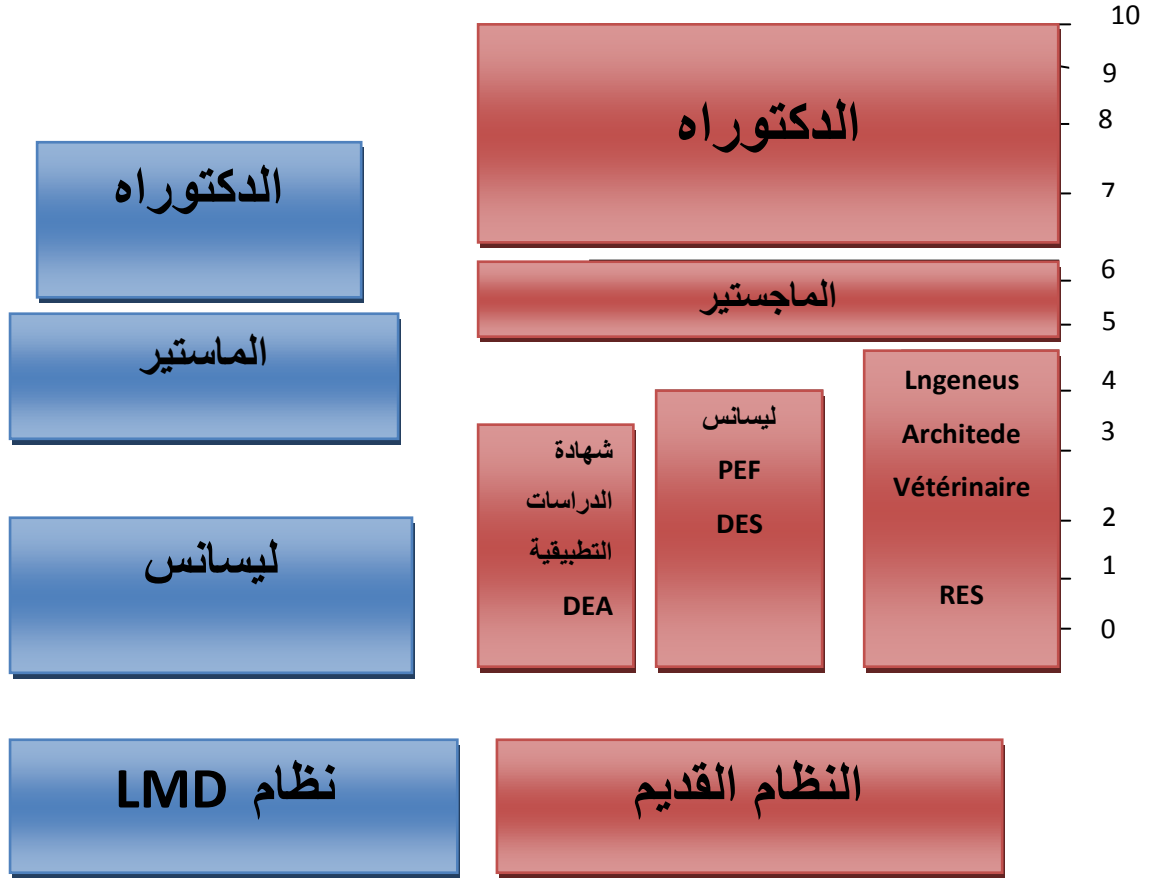 10
9
8
7
6
5
4
3
2
1
0
الدكتوراه
الماجستير
Lngeneus
Architede
Vétérinaire
RES
ليسانس
PEF
DES
شهادة
الدراسات
التطبيقية
DEA
النظام القديم
الدكتوراه
الماستير
ليسانس
نظام LMD